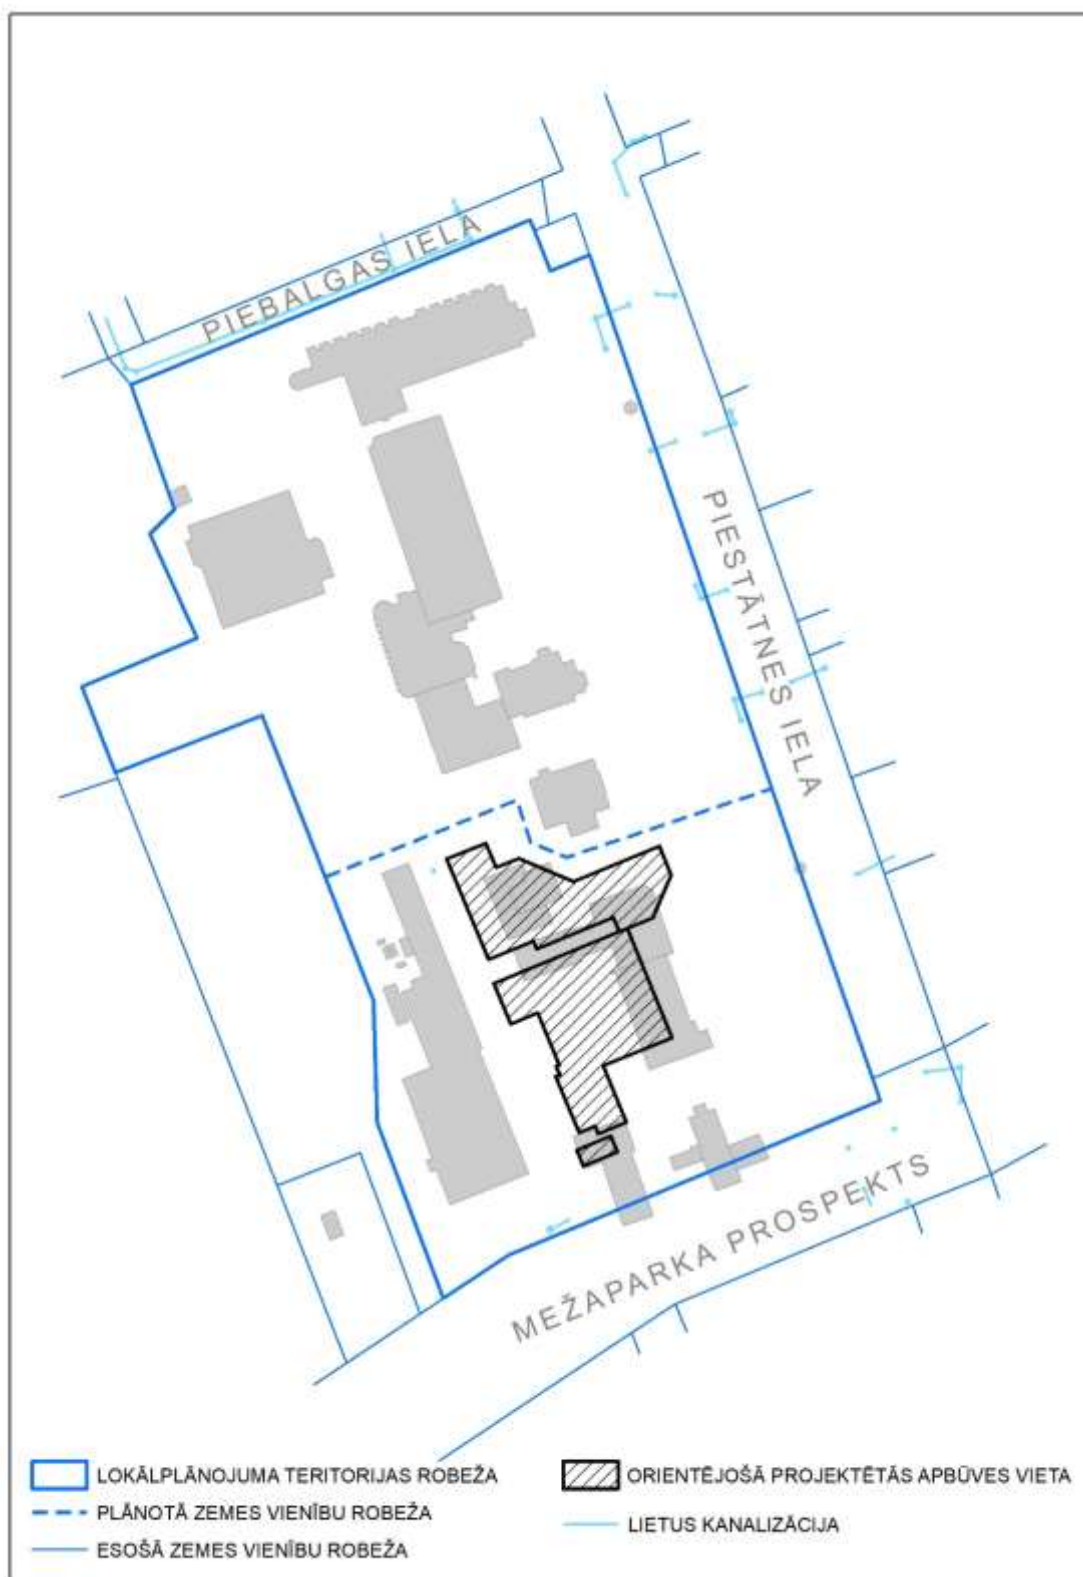 PIEBALGAS IELA
PIESTĀTNES IELA
MEŽAPARKA PROSPEKTS
LOKĀLPLĀNOJUMA TERITORIJAS ROBEŽA
PLĀNOTĀ ZEMES VIENĪBU ROBEŽA
ESOŠĀ ZEMES VIENĪBU ROBEŽA
ORIENTĒJOŠĀ PROJEKTĒTĀS APBŪVES VIETA
LIETUS KANALIZĀCIJA